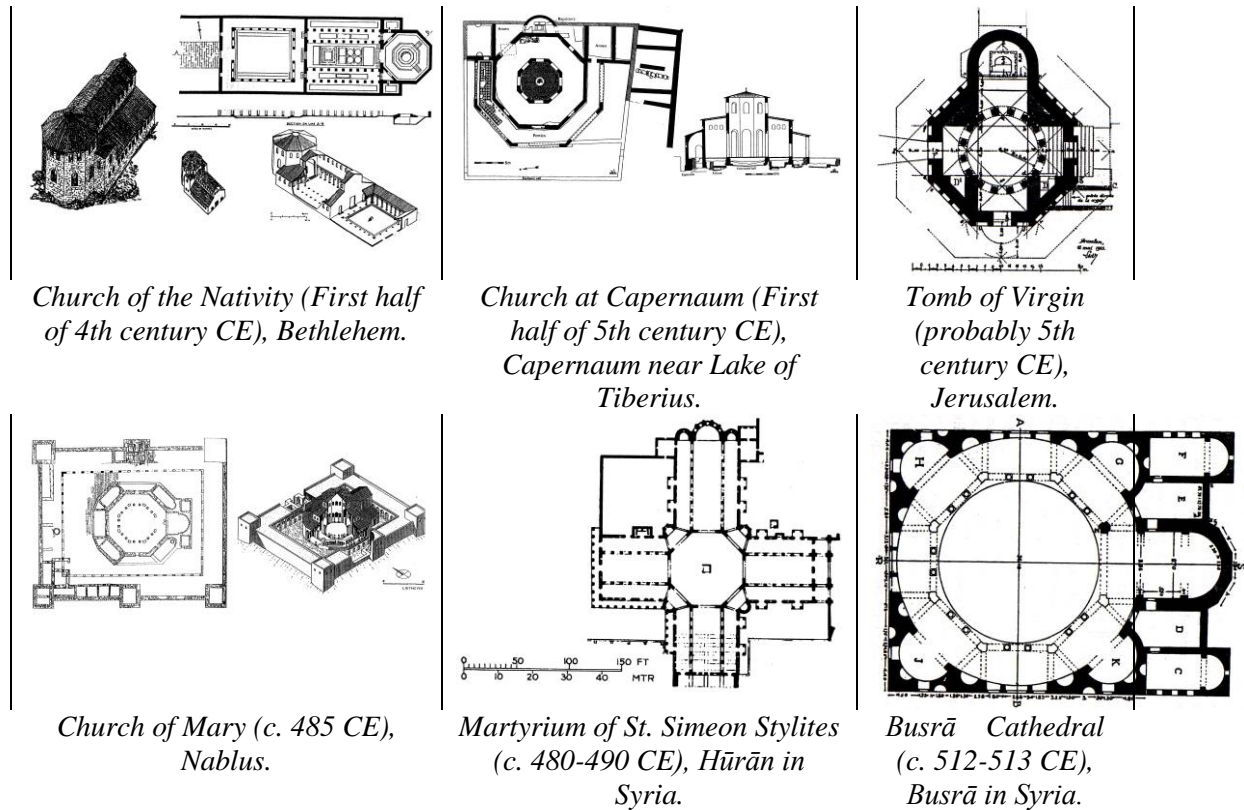 Church of the Nativity (First half
of 4th century CE), Bethlehem.
Church at Capernaum (First
half of 5th century CE),
Capernaum near Lake of
Tiberius.
Tomb of Virgin
(probably 5th
century CE),
Jerusalem.
50 100 150 FT
0 10 20 30 40 MTR
A
H
G
F
E
R
S
D
J
K
C
B
Church of Mary (c. 485 CE),
Nablus.
Martyrium of St. Simeon Stylites
(c. 480-490 CE), Hūrān in
Syria.
Busrā Cathedral
(c. 512-513 CE),
Busrā in Syria.